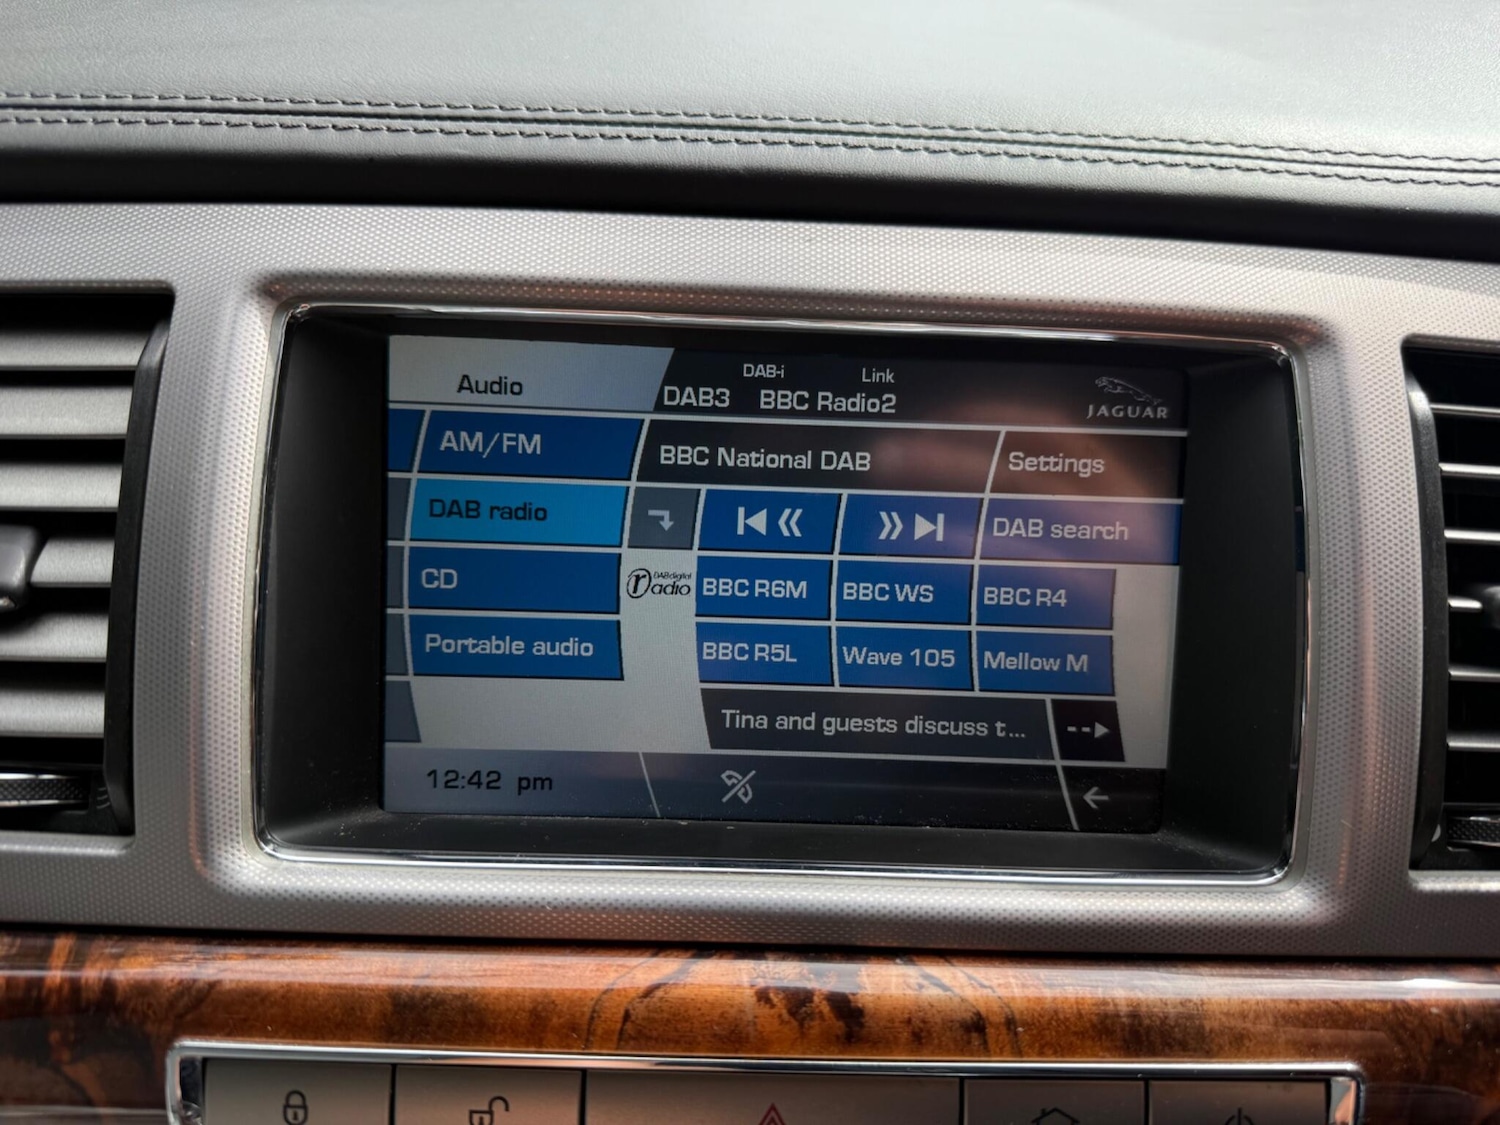 Audio
DAB-i Link
DAB3 BBC Radio2
JAGUAR
AM/FM
BBC National DAB
Settings
DAB radio
DAB search
CD
DAB digital
radio
BBC R6M
BBC WS
BBC R4
Portable audio
BBC R5L
Wave 105
Mellow M
Tina and guests discuss t...
12:42 pm